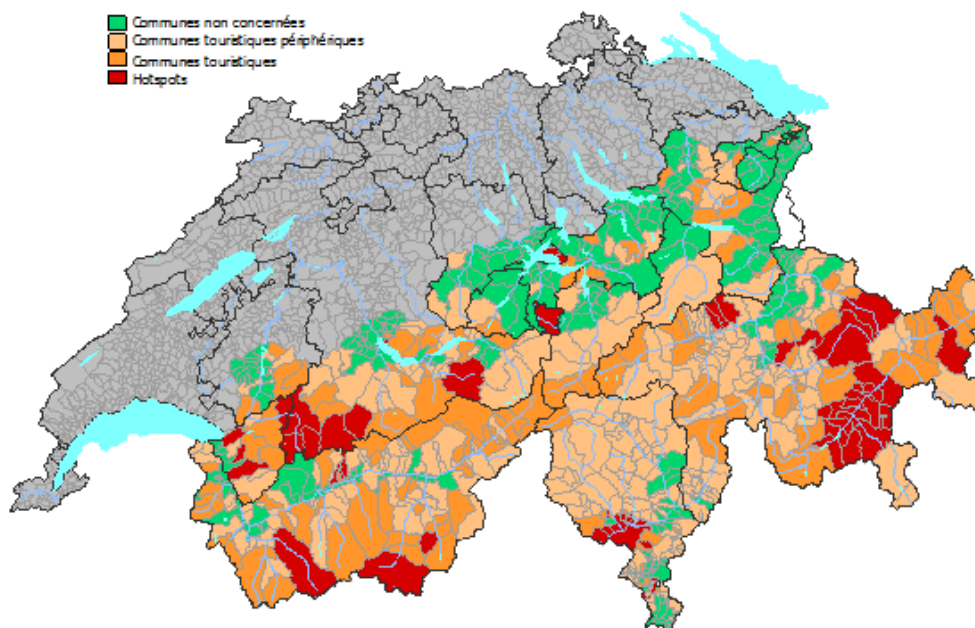 Communes non concernées
Communes touristiques périphériques
Communes touristiques
Hotspots